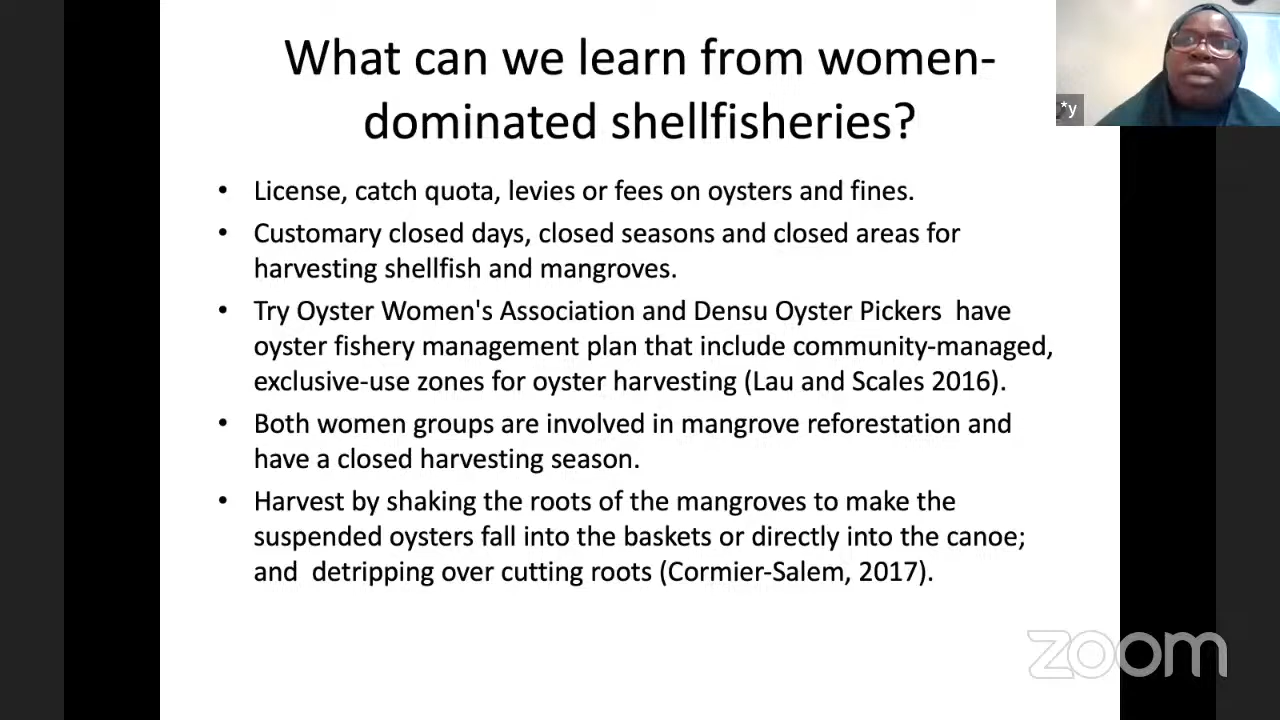 What can we learn from women-
dominated shellfisheries?
*y
• License, catch quota, levies or fees on oysters and fines.
• Customary closed days, closed seasons and closed areas for
harvesting shellfish and mangroves.
• Try Oyster Women's Association and Densu Oyster Pickers  have
oyster fishery management plan that include community-managed,
exclusive-use zones for oyster harvesting (Lau and Scales 2016).
• Both women groups are involved in mangrove reforestation and
have a closed harvesting season.
• Harvest by shaking the roots of the mangroves to make the
suspended oysters fall into the baskets or directly into the canoe;
and  detripping over cutting roots (Cormier-Salem, 2017).
zoom